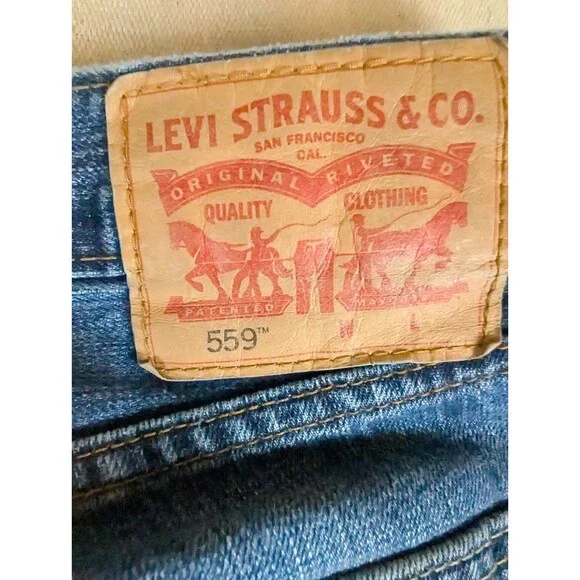 LEVI STRAUSS & CO.
SAN FRANCISCO
CAL.
ORIGINAL RIVETED
QUALITY CLOTHING
PATENTED
559™ W L